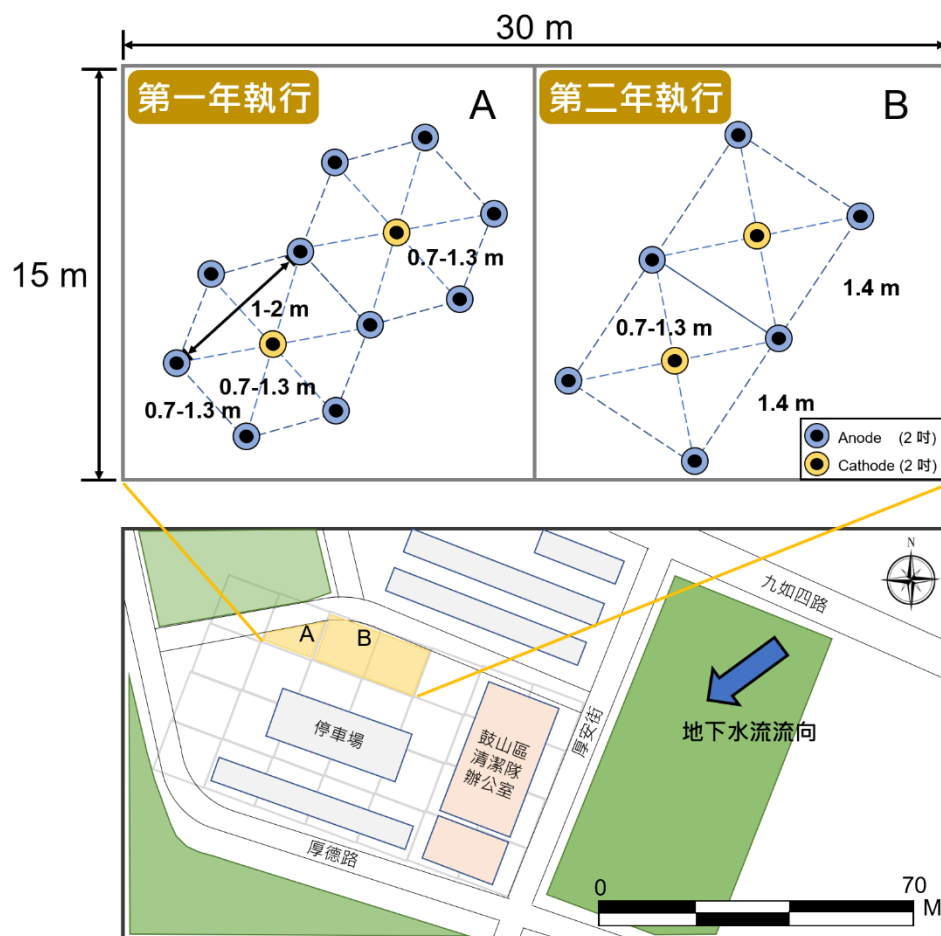 30 m
15 m
第一年執行
A
0.7-1.3 m
1-2 m
0.7-1.3 m
0.7-1.3 m
第二年執行
B
1.4 m
0.7-1.3 m
1.4 m
Anode (2 吋)
Cathode (2 吋)
N
九如四路
A
B
地下水流流向
厚安街
停車場
鼓山區
清潔隊
辦公室
厚德路
0
70
M